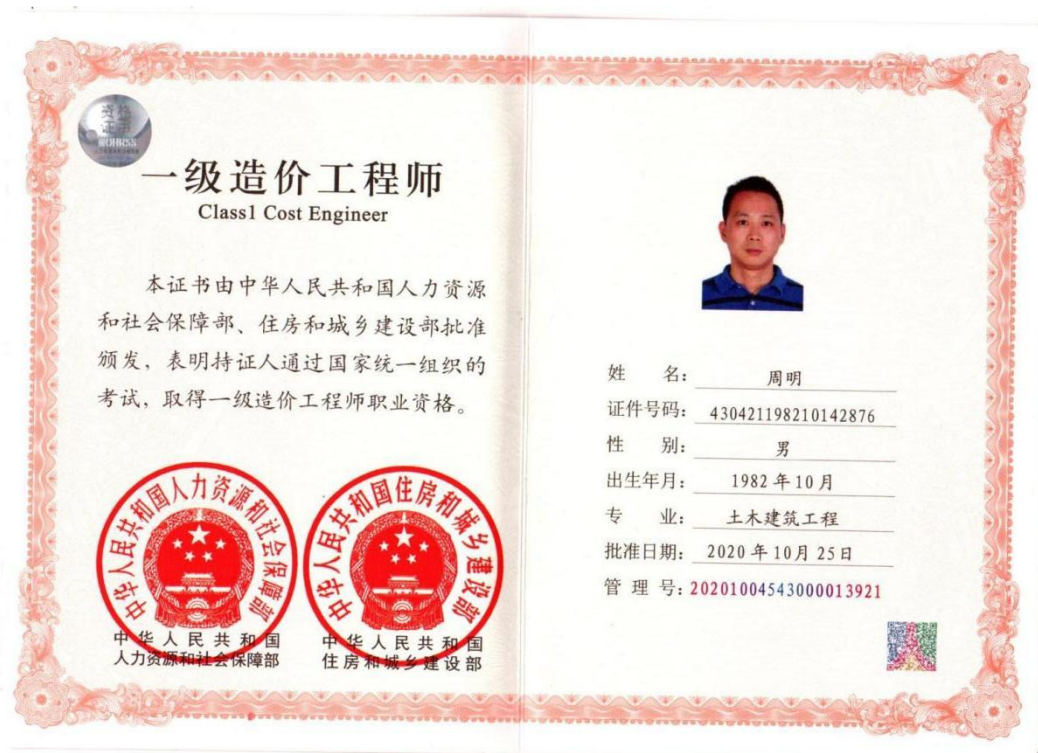 资格
证书
MOHRSS
一级造价工程师
Class1 Cost Engineer
本证书由中华人民共和国人力资源
和社会保障部、住房和城乡建设部批准
颁发，表明持证人通过国家统一组织的
考试，取得一级造价工程师职业资格。
中华人民共和国人力资源和社会保障部
中华人民共和国
人力资源和社会保障部
中华人民共和国住房和城乡建设部
中华人民共和国
住房和城乡建设部
姓 名：周明
证件号码：430421198210142876
性 别：男
出生年月：1982年10月
专 业：土木建筑工程
批准日期：2020年10月25日
管 理 号：20201004543000013921